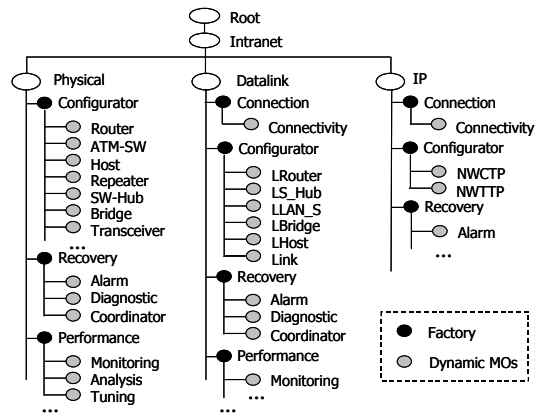 Root
Intranet
Physical
Configurator
Router
ATM-SW
Host
Repeater
SW-Hub
Bridge
Transceiver
...
Recovery
Alarm
Diagnostic
Coordinator
Performance
Monitoring
Analysis
Tuning
...
...
Datalink
Connection
Connectivity
Configurator
LRouter
LS_Hub
LLAN_S
LBridge
LHost
Link
Recovery
Alarm
Diagnostic
Coordinator
Performance
Monitoring
...
...
IP
Connection
Connectivity
Configurator
NWCTP
NWTTP
Recovery
Alarm
...
Factory
Dynamic MOs